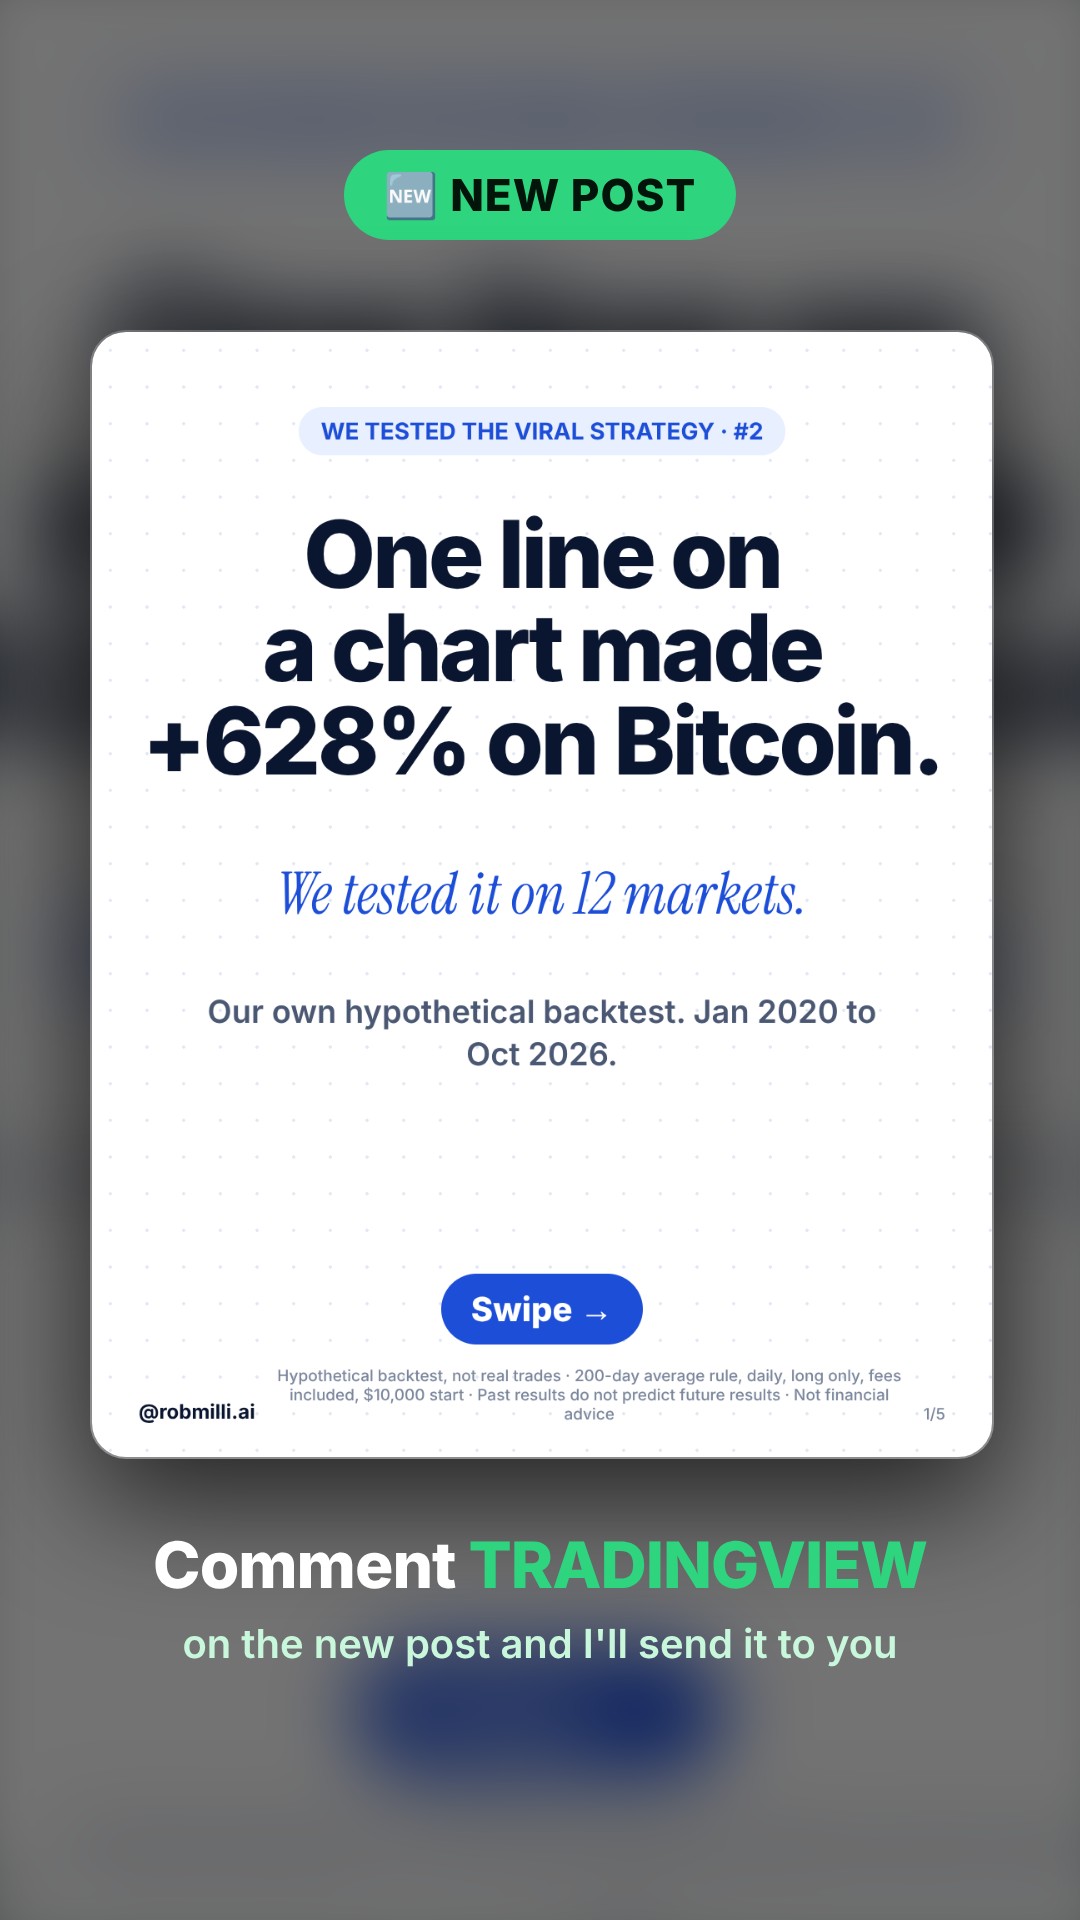 🆕 NEW POST
WE TESTED THE VIRAL STRATEGY · #2
One line on
a chart made
+628% on Bitcoin.
We tested it on 12 markets.
Our own hypothetical backtest. Jan 2020 to
Oct 2026.
Swipe →
Hypothetical backtest, not real trades · 200-day average rule, daily, long only, fees
included, $10,000 start · Past results do not predict future results · Not financial
advice
@robmilli.ai
1/5
Comment TRADINGVIEW
on the new post and I'll send it to you